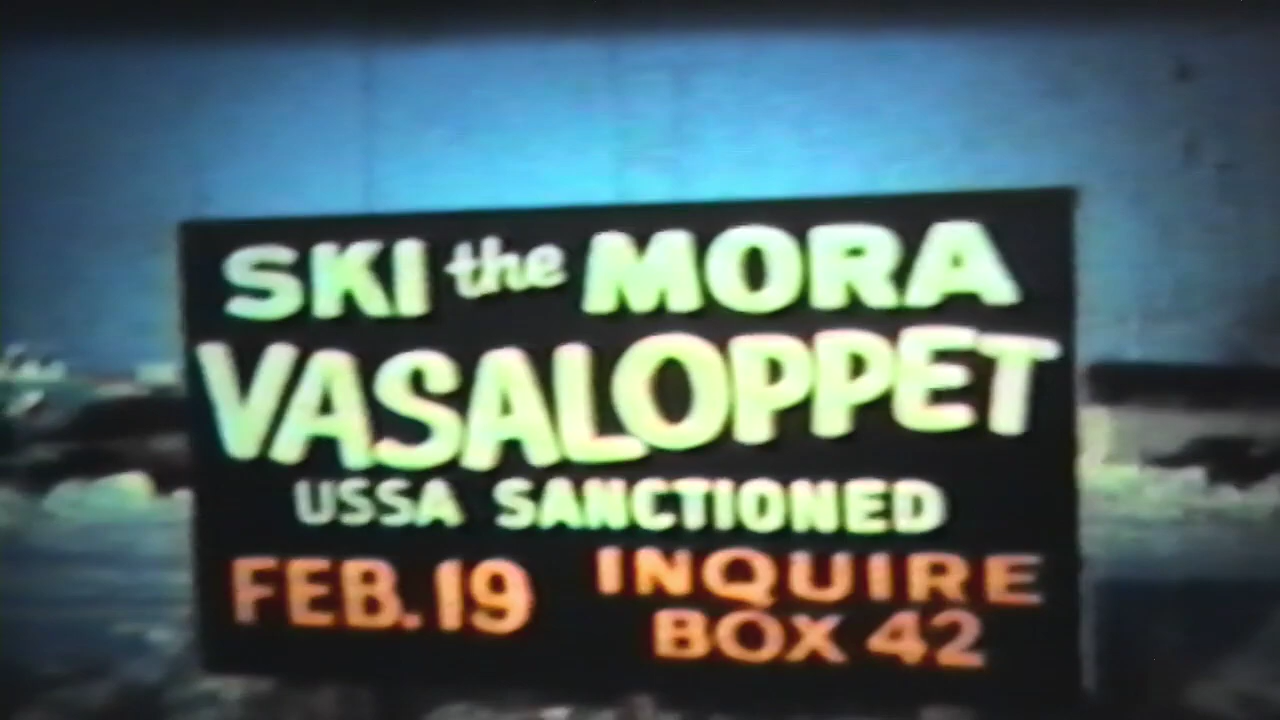 SKI the MORA
VASALOPPET
USSA SANCTIONED
FEB. 19
INQUIRE
BOX 42